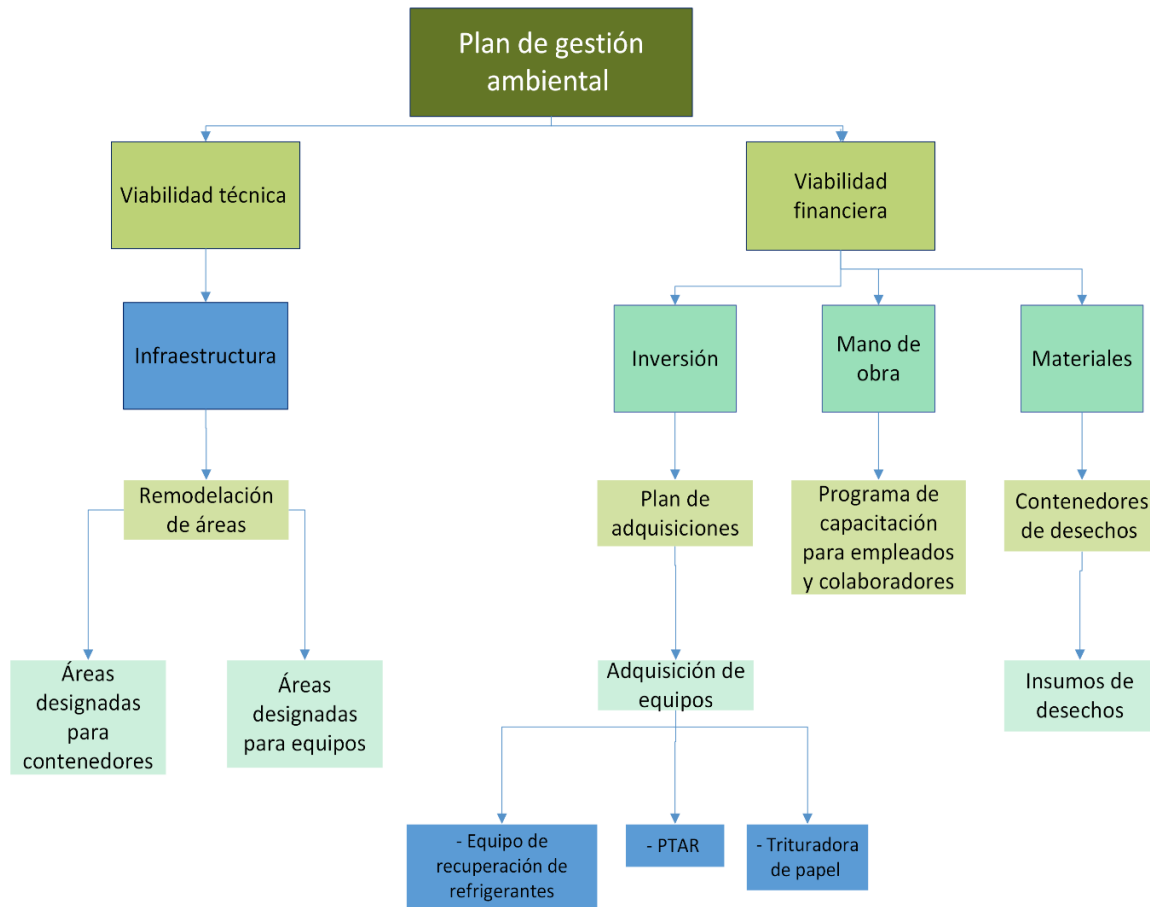 Plan de gestión
ambiental
Viabilidad técnica
Viabilidad
financiera
Infraestructura
Inversión
Mano de
obra
Materiales
Remodelación
de áreas
Plan de
adquisiciones
Programa de
capacitación
para empleados
y colaboradores
Contenedores
de desechos
Áreas
designadas
para
contenedores
Áreas
designadas
para equipos
Adquisición de
equipos
Insumos de
desechos
- Equipo de
recuperación de
refrigerantes
- PTAR
- Trituradora
de papel